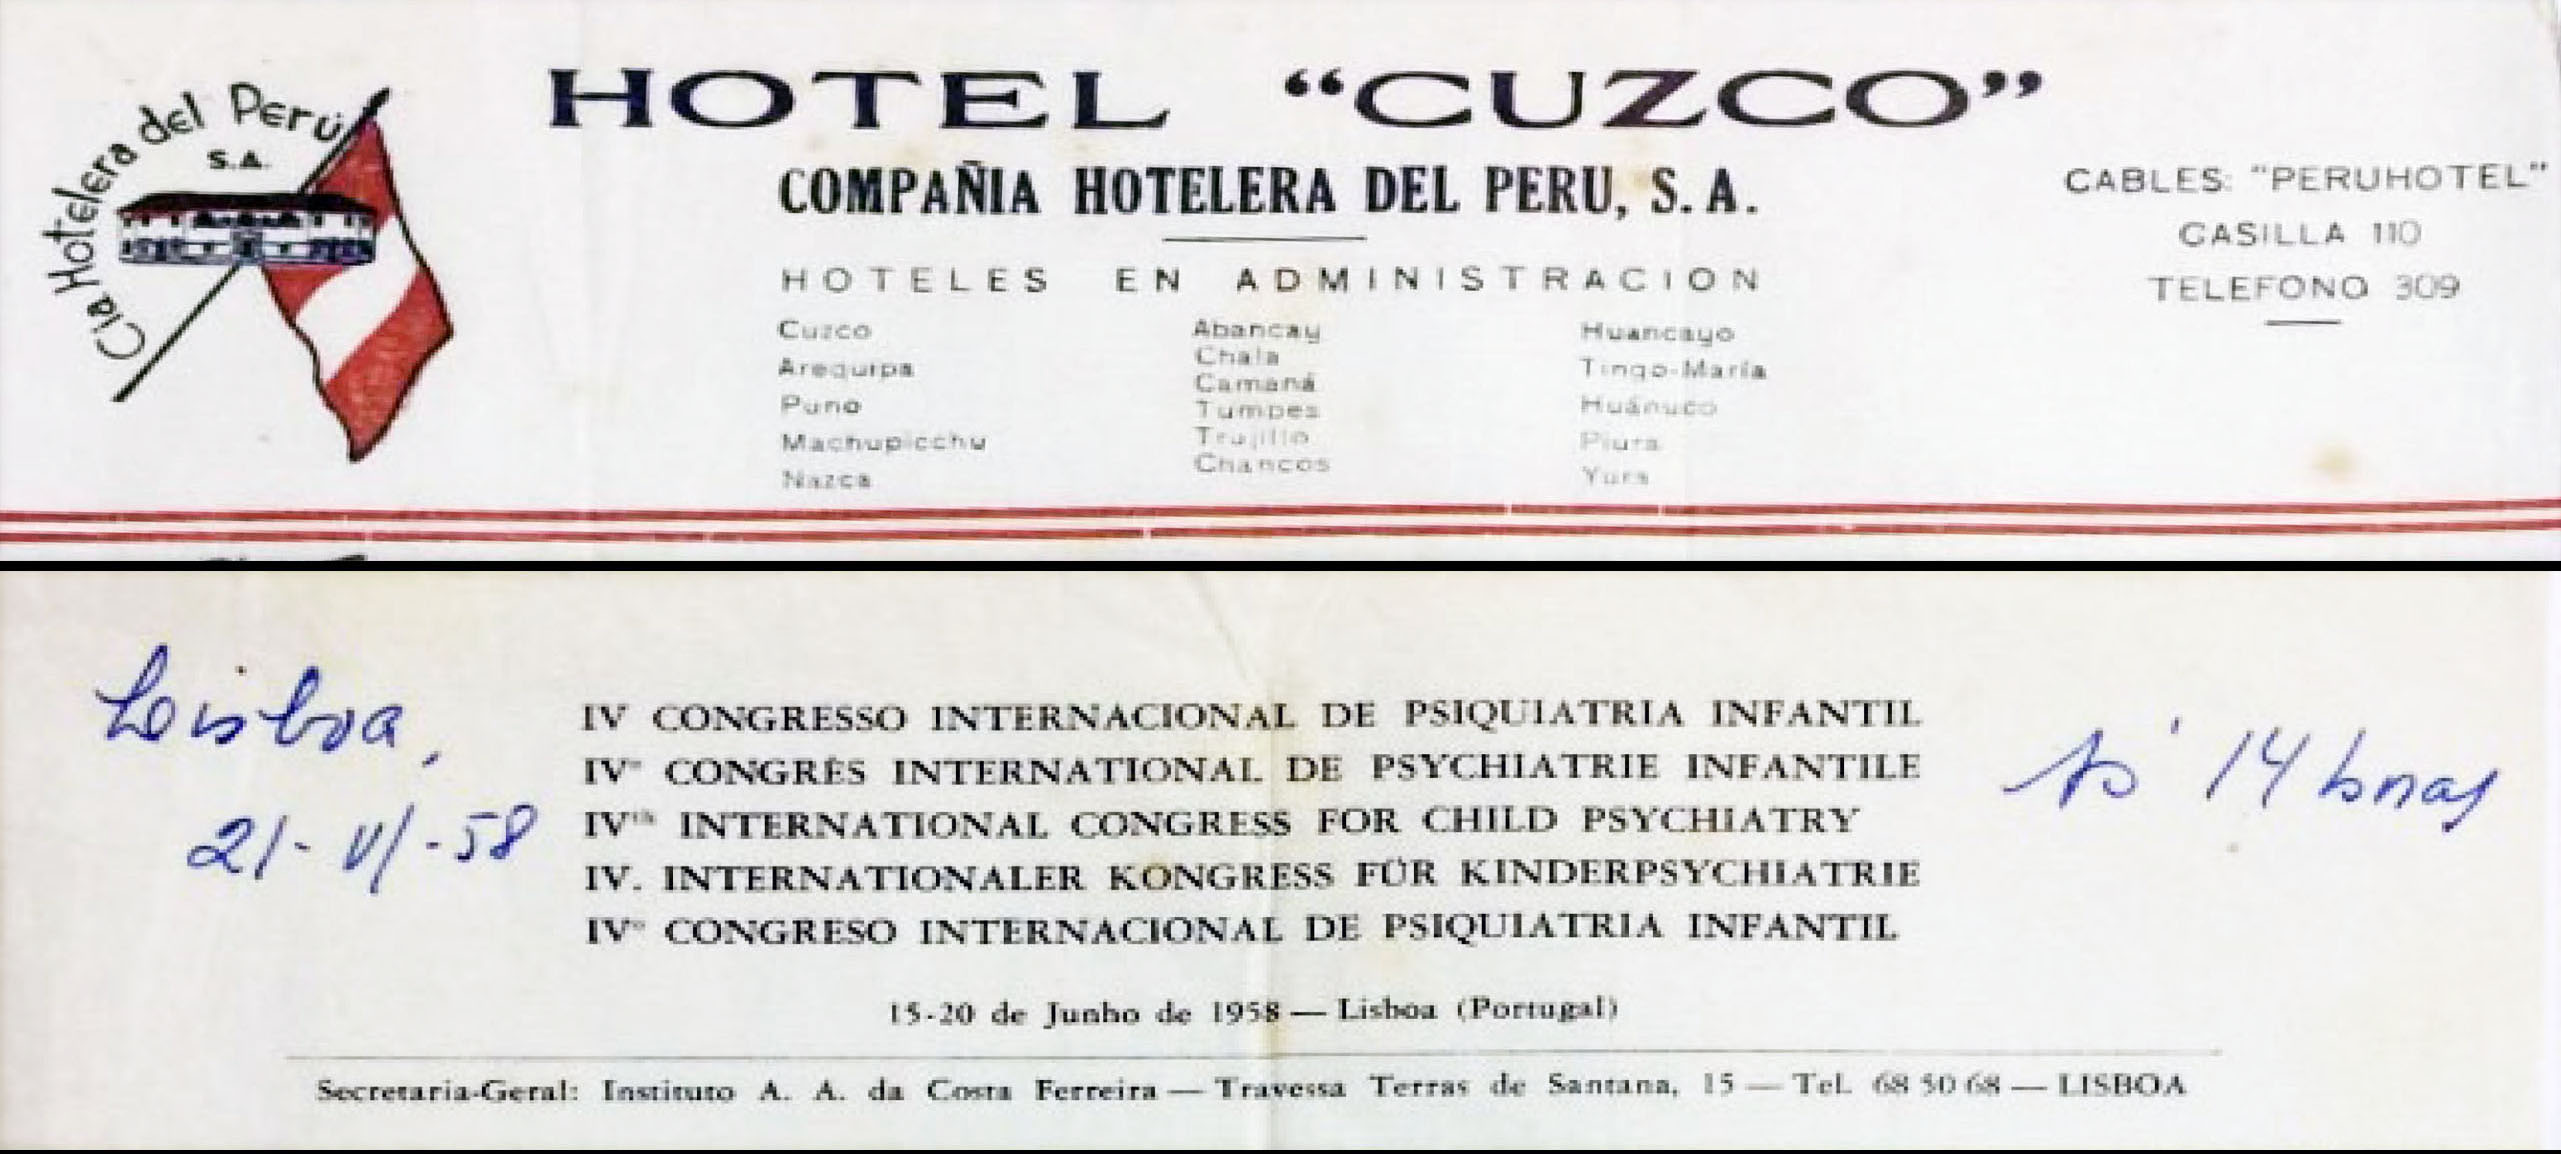 Cia Hotelera del Perú
S.A.
HOTEL “CUZCO”
COMPAÑIA HOTELERA DEL PERU, S.A.
HOTELES EN ADMINISTRACION
Cuzco
Arequipa
Puno
Machupicchu
Nazca
Abancay
Chala
Camaná
Tumpes
Trujillo
Chancos
Huancayo
Tingo-María
Huánuco
Piura
Yura
CABLES: “PERUHOTEL”
CASILLA 110
TELEFONO 309
Lisboa,
21-VI-58
IV CONGRESSO INTERNACIONAL DE PSIQUIATRIA INFANTIL
IVe CONGRÈS INTERNATIONAL DE PSYCHIATRIE INFANTILE
IVth INTERNATIONAL CONGRESS FOR CHILD PSYCHIATRY
IV. INTERNATIONALER KONGRESS FÜR KINDERPSYCHIATRIE
IVo CONGRESO INTERNACIONAL DE PSIQUIATRIA INFANTIL
às 14 horas
15-20 de Junho de 1958 — Lisboa (Portugal)
Secretaria-Geral: Instituto A. A. da Costa Ferreira — Travessa Terras de Santana, 15 — Tel. 68 50 68 — LISBOA